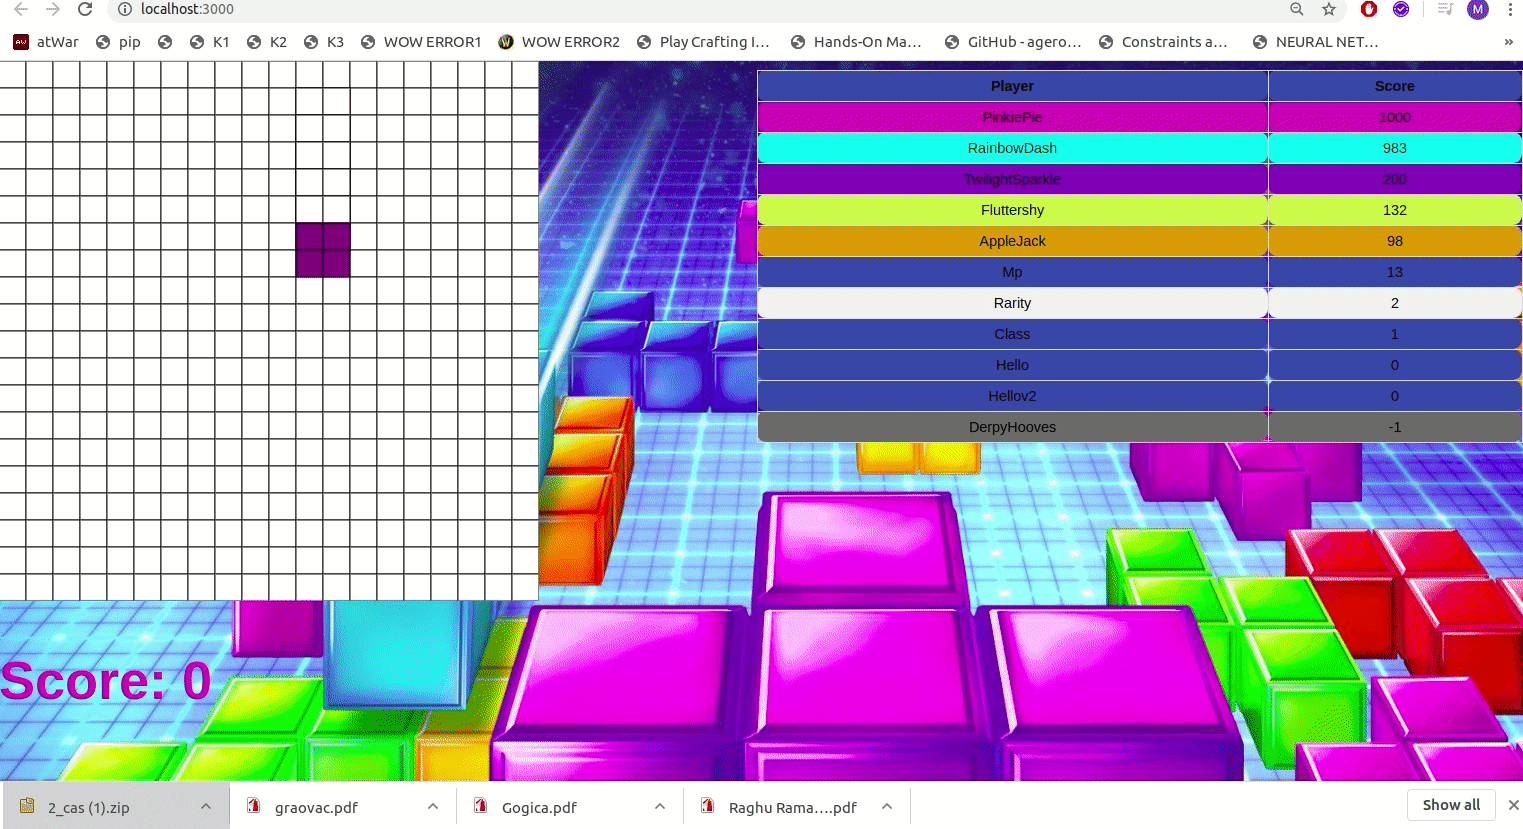 localhost:3000
M
AW atWar pip K1 K2 K3 WOW ERROR1 W WOW ERROR2 Play Crafting I... Hands-On Ma... GitHub - agero... Constraints a... NEURAL NET... »
Player Score
PinkiePie 1000
RainbowDash 983
TwilightSparkle 200
Fluttershy 132
AppleJack 98
Mp 13
Rarity 2
Class 1
Hello 0
Hellov2 0
DerpyHooves -1
Score: 0
2_cas (1).zip graovac.pdf Gogica.pdf Raghu Rama....pdf Show all